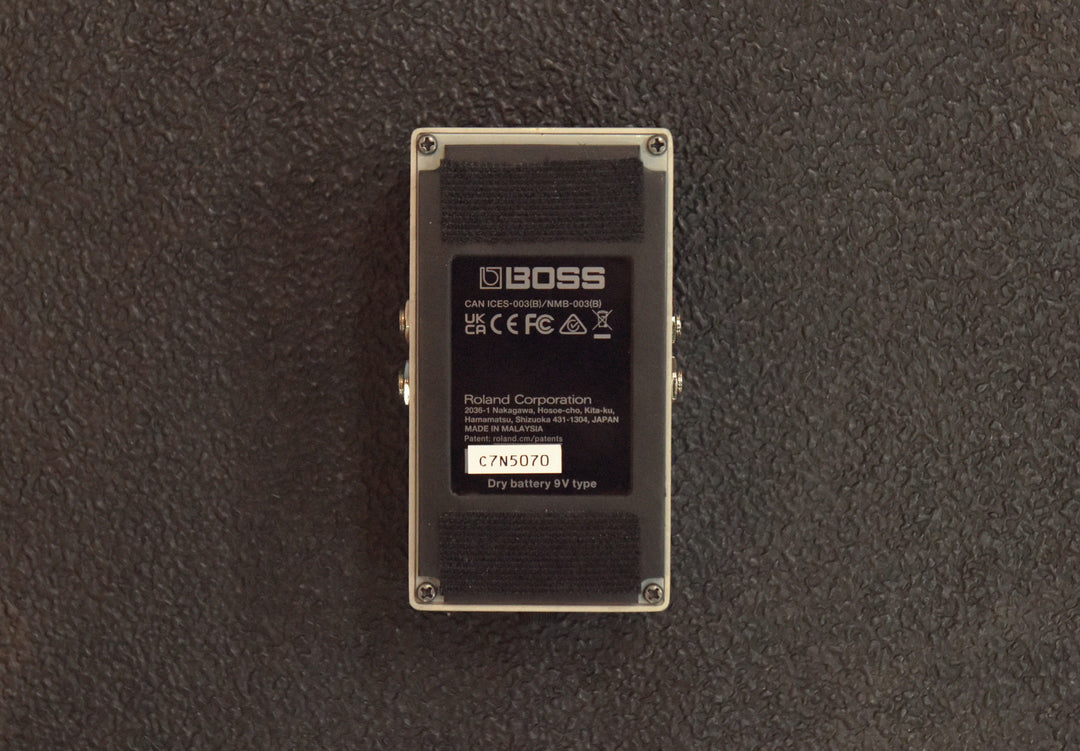 BOSS
CAN ICES-003(B)/NMB-003(B)
UK CA CE FC
Roland Corporation
2036-1 Nakagawa, Hosoe-cho, Kita-ku,
Hamamatsu, Shizuoka 431-1304, JAPAN
MADE IN MALAYSIA
Patent: roland.cm/patents
C7N5070
Dry battery 9V type